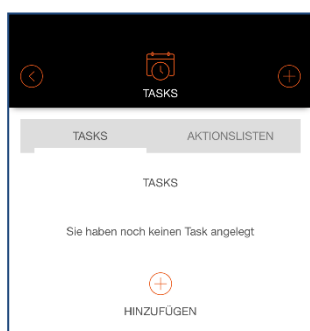 TASKS
TASKS AKTIONSLISTEN
TASKS
Sie haben noch keinen Task angelegt
HINZUFÜGEN